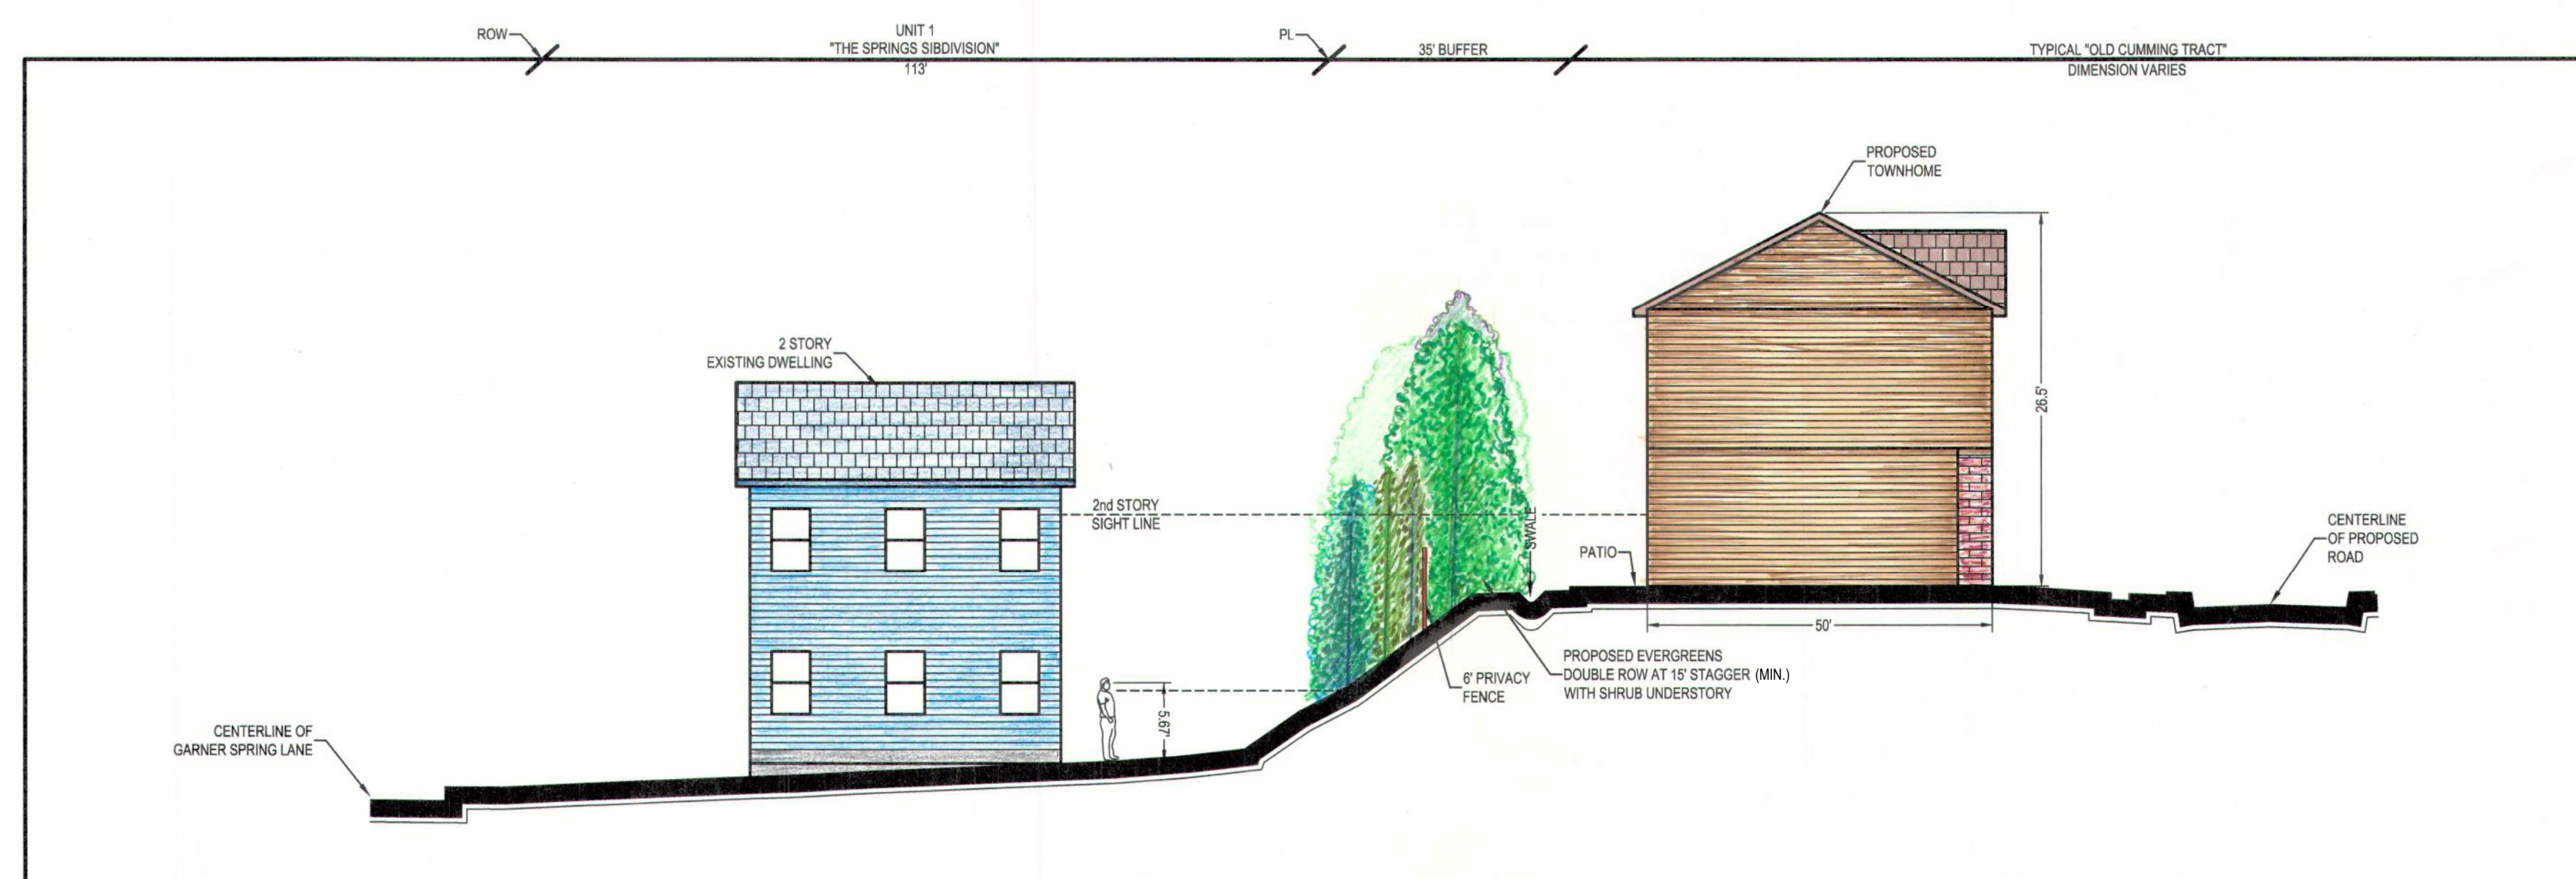 ROW
UNIT 1
"THE SPRINGS SIBDIVISION"
113'
PL
35' BUFFER
TYPICAL "OLD CUMMING TRACT"
DIMENSION VARIES
PROPOSED
TOWNHOME
2 STORY
EXISTING DWELLING
26.5'
2nd STORY
SIGHT LINE
SWALE
PATIO
CENTERLINE
OF PROPOSED
ROAD
50'
5.67'
6' PRIVACY
FENCE
PROPOSED EVERGREENS
DOUBLE ROW AT 15' STAGGER (MIN.)
WITH SHRUB UNDERSTORY
CENTERLINE OF
GARNER SPRING LANE